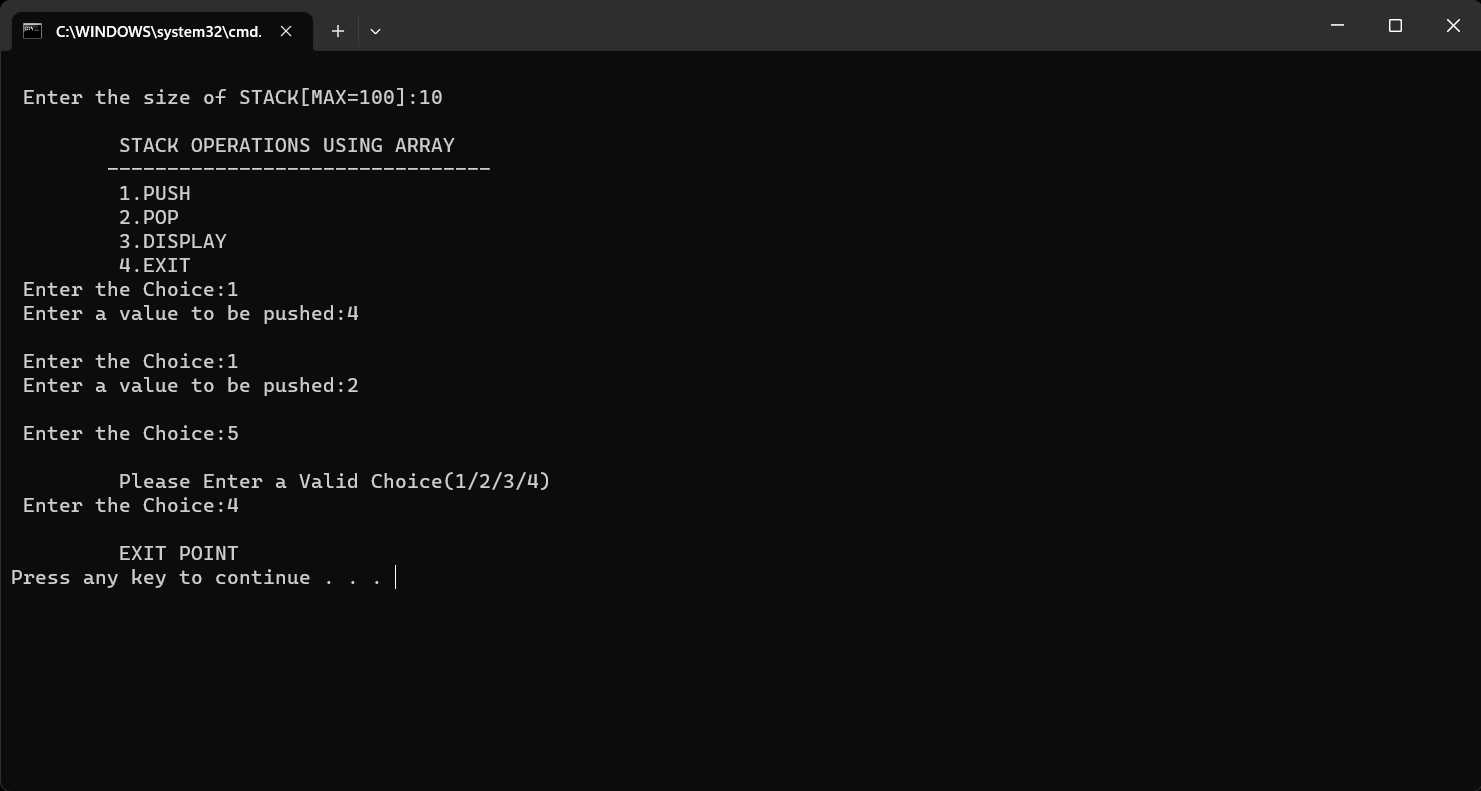 C:\WINDOWS\system32\cmd.
Enter the size of STACK[MAX=100]:10
STACK OPERATIONS USING ARRAY
--------------------------------
1.PUSH
2.POP
3.DISPLAY
4.EXIT
Enter the Choice:1
Enter a value to be pushed:4
Enter the Choice:1
Enter a value to be pushed:2
Enter the Choice:5
Please Enter a Valid Choice(1/2/3/4)
Enter the Choice:4
EXIT POINT
Press any key to continue . . .